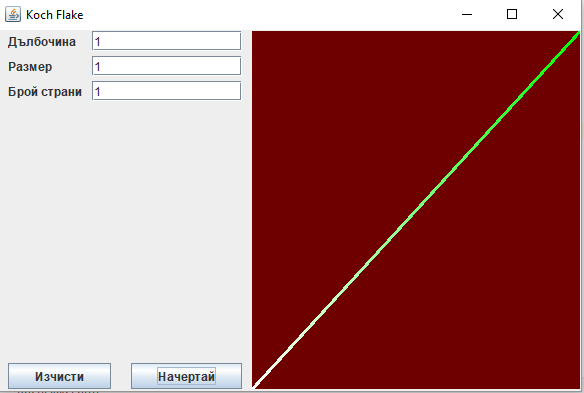 Koch Flake
Дълбочина 1
Размер 1
Брой страни 1
Изчисти Начертай